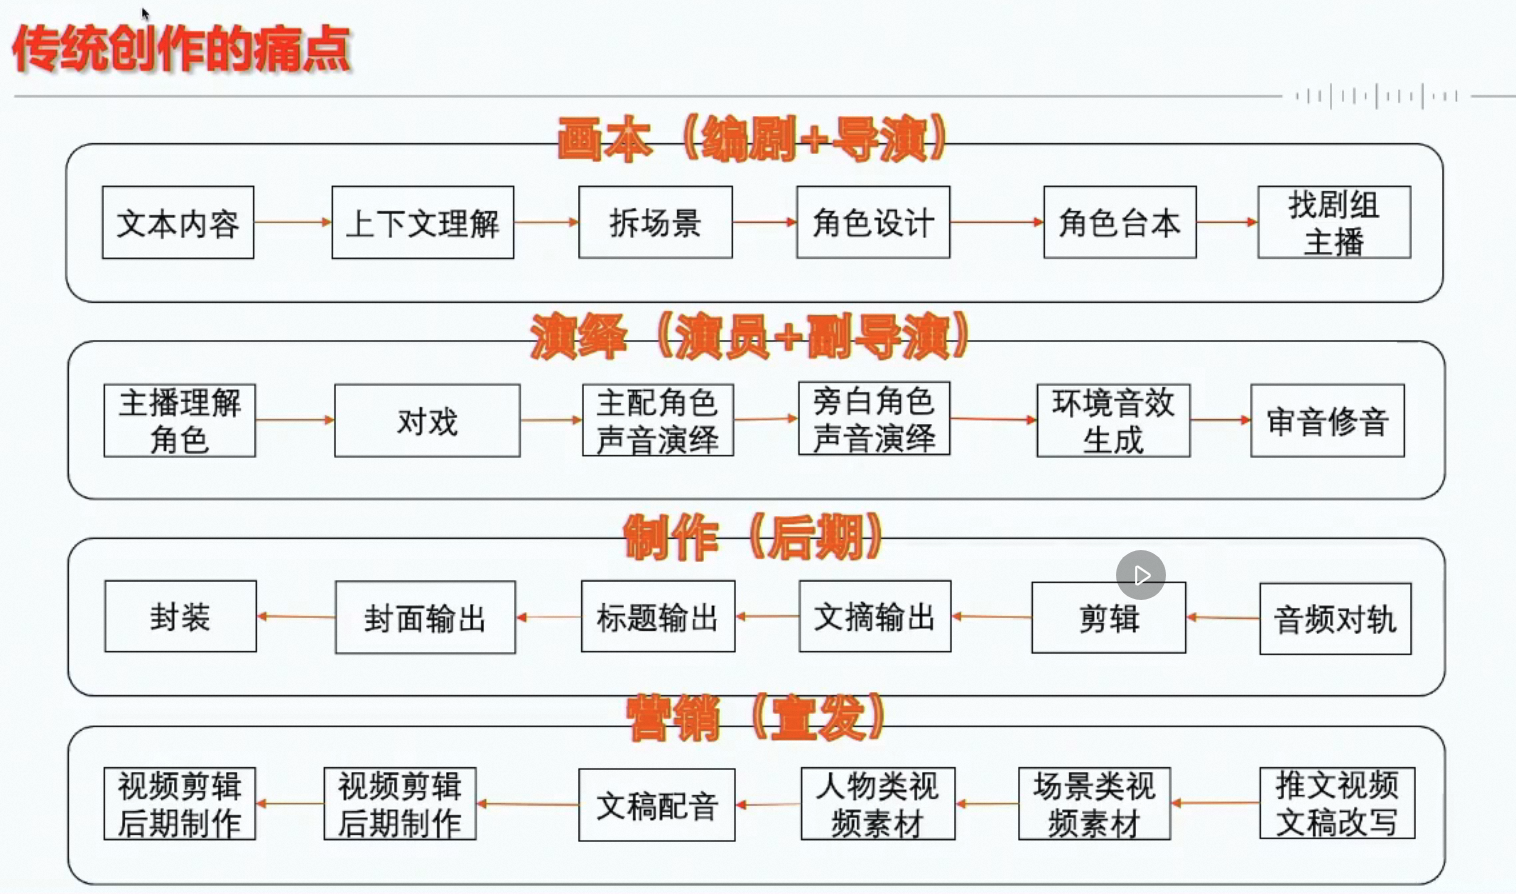 传统创作的痛点
画本（编剧+导演）
文本内容
上下文理解
拆场景
角色设计
角色台本
找剧组
主播
演绎（演员+副导演）
主播理解
角色
对戏
主配角色
声音演绎
旁白角色
声音演绎
环境音效
生成
审音修音
制作（后期）
封装
封面输出
标题输出
文摘输出
剪辑
音频对轨
营销（宣发）
视频剪辑
后期制作
视频剪辑
后期制作
文稿配音
人物类视
频素材
场景类视
频素材
推文视频
文稿改写